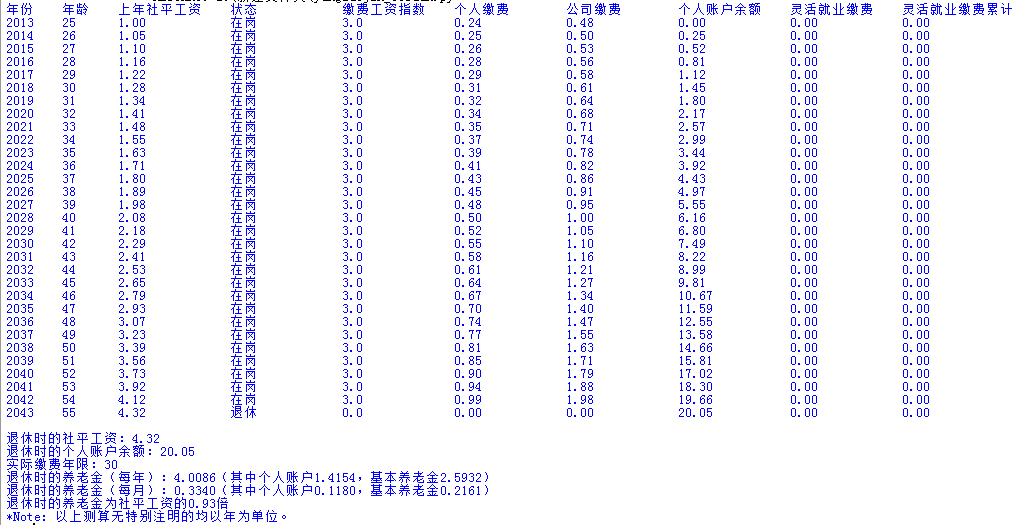 年份 年龄 上年社平工资 状态 缴费工资指数 个人缴费 公司缴费 个人账户余额 灵活就业缴费 灵活就业缴费累计
2013 25 1.00 在岗 3.0 0.24 0.48 0.00 0.00 0.00
2014 26 1.05 在岗 3.0 0.25 0.50 0.25 0.00 0.00
2015 27 1.10 在岗 3.0 0.26 0.53 0.52 0.00 0.00
2016 28 1.16 在岗 3.0 0.28 0.56 0.81 0.00 0.00
2017 29 1.22 在岗 3.0 0.29 0.58 1.12 0.00 0.00
2018 30 1.28 在岗 3.0 0.31 0.61 1.45 0.00 0.00
2019 31 1.34 在岗 3.0 0.32 0.64 1.80 0.00 0.00
2020 32 1.41 在岗 3.0 0.34 0.68 2.17 0.00 0.00
2021 33 1.48 在岗 3.0 0.35 0.71 2.57 0.00 0.00
2022 34 1.55 在岗 3.0 0.37 0.74 2.99 0.00 0.00
2023 35 1.63 在岗 3.0 0.39 0.78 3.44 0.00 0.00
2024 36 1.71 在岗 3.0 0.41 0.82 3.92 0.00 0.00
2025 37 1.80 在岗 3.0 0.43 0.86 4.43 0.00 0.00
2026 38 1.89 在岗 3.0 0.45 0.91 4.97 0.00 0.00
2027 39 1.98 在岗 3.0 0.48 0.95 5.55 0.00 0.00
2028 40 2.08 在岗 3.0 0.50 1.00 6.16 0.00 0.00
2029 41 2.18 在岗 3.0 0.52 1.05 6.80 0.00 0.00
2030 42 2.29 在岗 3.0 0.55 1.10 7.49 0.00 0.00
2031 43 2.41 在岗 3.0 0.58 1.16 8.22 0.00 0.00
2032 44 2.53 在岗 3.0 0.61 1.21 8.99 0.00 0.00
2033 45 2.65 在岗 3.0 0.64 1.27 9.81 0.00 0.00
2034 46 2.79 在岗 3.0 0.67 1.34 10.67 0.00 0.00
2035 47 2.93 在岗 3.0 0.70 1.40 11.59 0.00 0.00
2036 48 3.07 在岗 3.0 0.74 1.47 12.55 0.00 0.00
2037 49 3.23 在岗 3.0 0.77 1.55 13.58 0.00 0.00
2038 50 3.39 在岗 3.0 0.81 1.63 14.66 0.00 0.00
2039 51 3.56 在岗 3.0 0.85 1.71 15.81 0.00 0.00
2040 52 3.73 在岗 3.0 0.90 1.79 17.02 0.00 0.00
2041 53 3.92 在岗 3.0 0.94 1.88 18.30 0.00 0.00
2042 54 4.12 在岗 3.0 0.99 1.98 19.66 0.00 0.00
2043 55 4.32 退休 0.0 0.00 0.00 20.05 0.00 0.00
退休时的社平工资: 4.32
退休时的个人账户余额: 20.05
实际缴费年限: 30
退休时的养老金（每年）: 4.0086（其中个人账户1.4154, 基本养老金2.5932）
退休时的养老金（每月）: 0.3340（其中个人账户0.1180, 基本养老金0.2161）
退休时的养老金为社平工资的0.93倍
*Note: 以上测算无特别注明的均以年为单位。